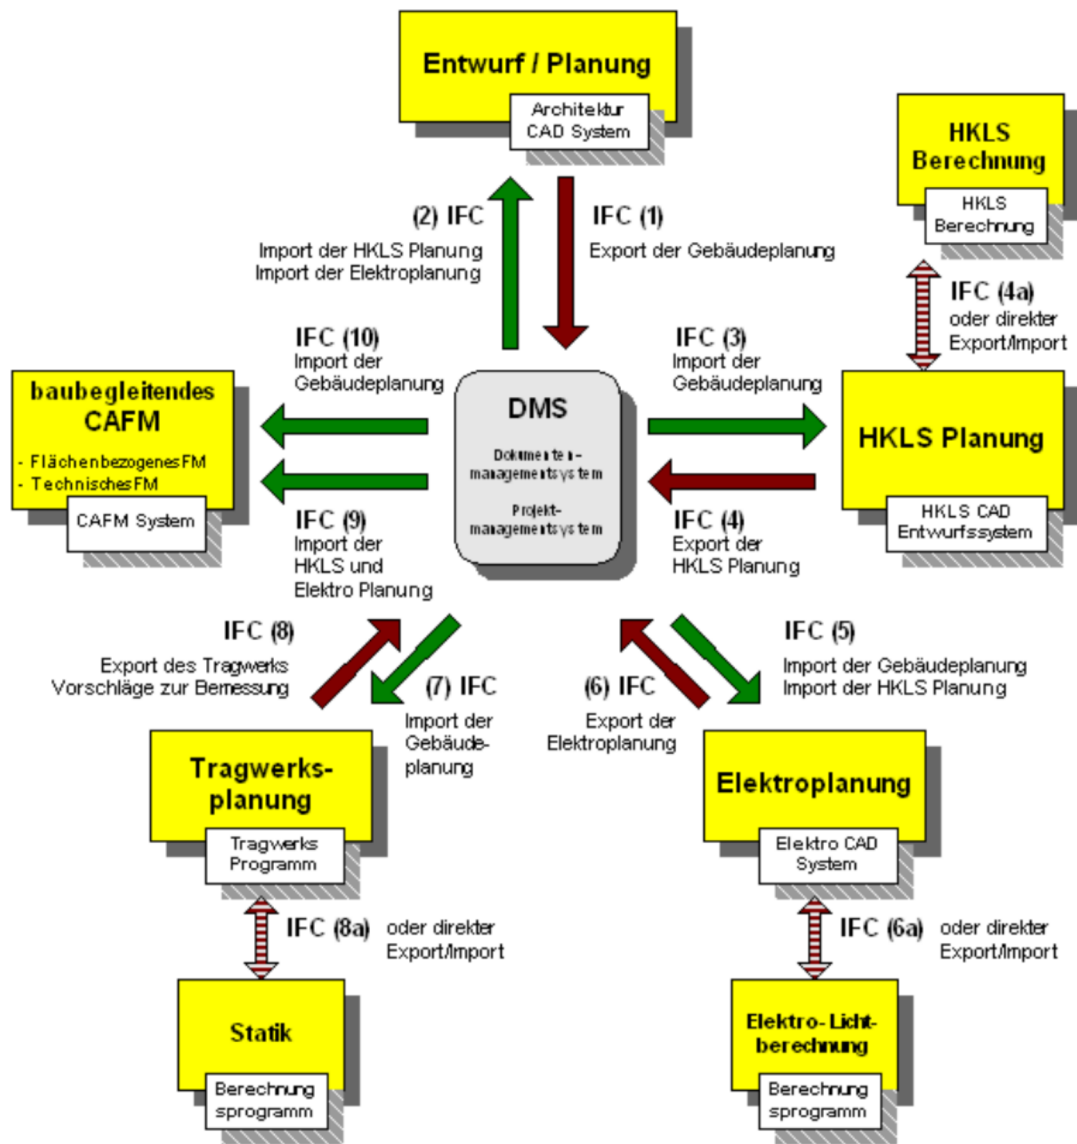 Entwurf / Planung
Architektur
CAD System
HKLS
Berechnung
HKLS
Berechnung
(2) IFC
Import der HKLS Planung
Import der Elektroplanung
IFC (1)
Export der Gebäudeplanung
IFC (4a)
oder direkter
Export/Import
IFC (10)
Import der
Gebäudeplanung
IFC (3)
Import der
Gebäudeplanung
baubegleitendes
CAFM
- FlächenbezogenesFM
- TechnischesFM
CAFM System
DMS
Dokumenten-
managementsystem
Projekt-
managementsystem
HKLS Planung
HKLS CAD
Entwurfssystem
IFC (9)
Import der
HKLS und
Elektro Planung
IFC (4)
Export der
HKLS Planung
IFC (8)
Export des Tragwerks
Vorschläge zur Bemessung
(7) IFC
Import der
Gebäude-
planung
(6) IFC
Export der
Elektroplanung
IFC (5)
Import der Gebäudeplanung
Import der HKLS Planung
Tragwerks-
planung
Tragwerks
Programm
Elektroplanung
Elektro CAD
System
IFC (8a) oder direkter
Export/Import
IFC (6a) oder direkter
Export/Import
Statik
Berechnung
sprogramm
Elektro-Licht-
berechnung
Berechnung
sprogramm